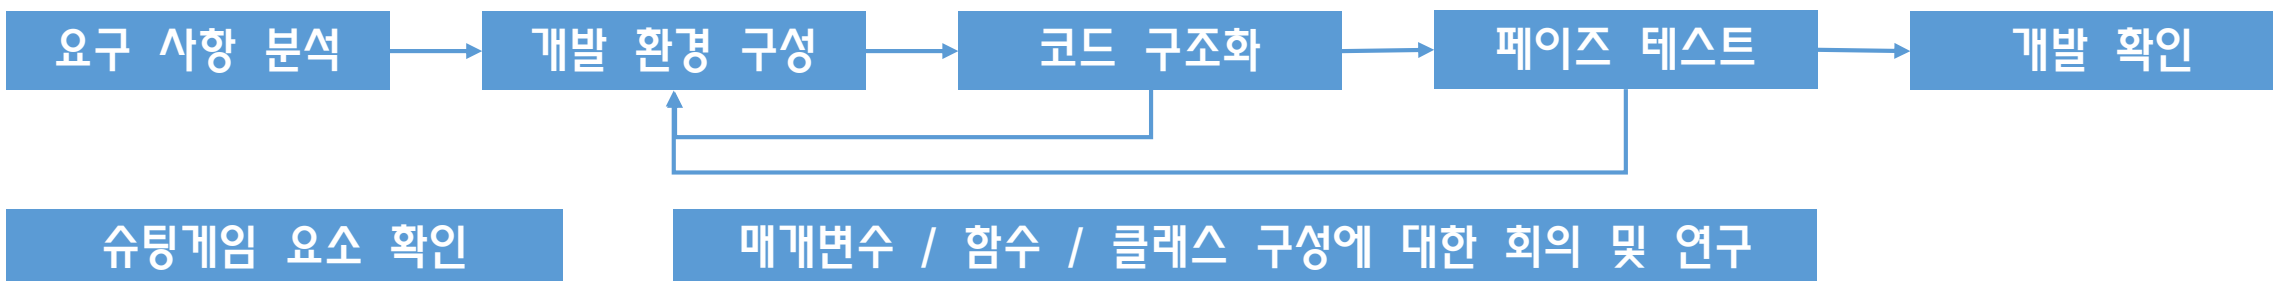 요구 사항 분석
개발 환경 구성
코드 구조화
페이즈 테스트
개발 확인
슈팅게임 요소 확인
매개변수 / 함수 / 클래스 구성에 대한 회의 및 연구